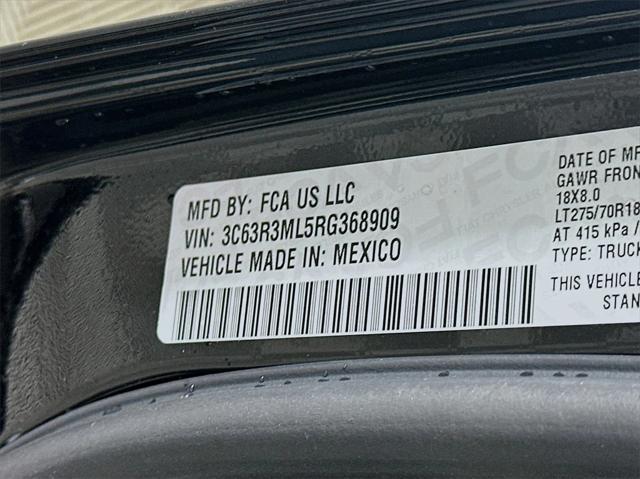 MFD BY: FCA US LLC
VIN: 3C63R3ML5RG368909
VEHICLE MADE IN: MEXICO
DATE OF MF
GAWR FRON
18X8.0
LT275/70R18
AT 415 kPa /
TYPE: TRUCK
THIS VEHICLE
STAN